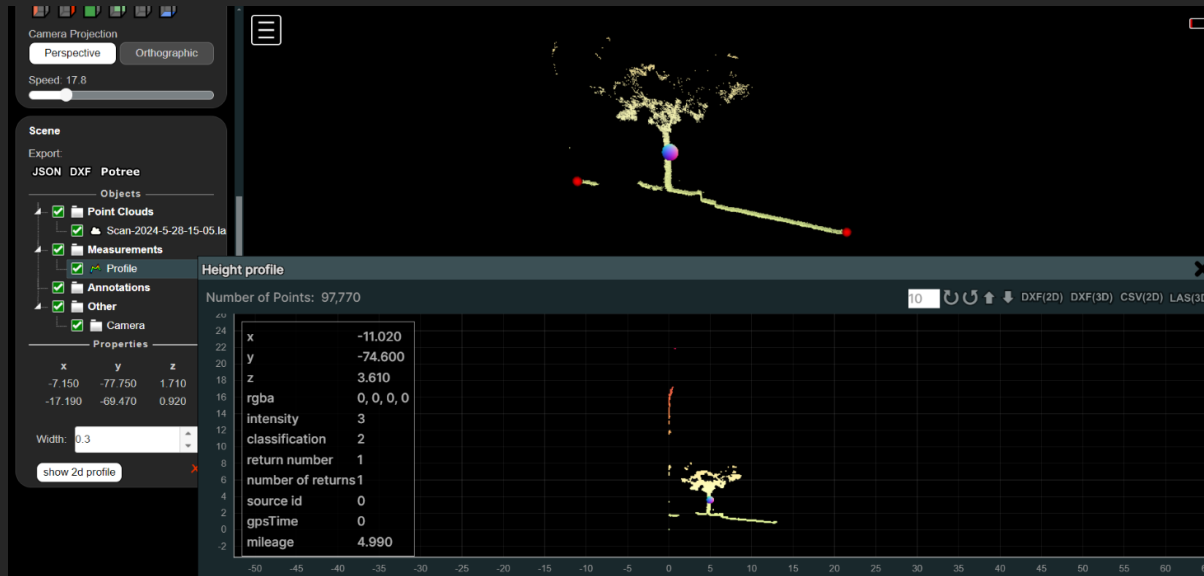 Camera Projection
Perspective Orthographic
Speed: 17.8
Scene
Export:
JSON DXF Potree
Objects
Point Clouds
Scan-2024-5-28-15-05.la
Measurements
Profile
Annotations
Other
Camera
Properties
x y z
-7.150 -77.750 1.710
-17.190 -69.470 0.920
Width: 0.3
show 2d profile
Height profile
Number of Points: 97,770
10 DXF(2D) DXF(3D) CSV(2D) LAS(3D
x -11.020
y -74.600
z 3.610
rgba 0, 0, 0, 0
intensity 3
classification 2
return number 1
number of returns 1
source id 0
gpsTime 0
mileage 4.990
26
24
22
20
18
16
14
12
10
8
6
4
2
0
-2
-50 -45 -40 -35 -30 -25 -20 -15 -10 -5 0 5 10 15 20 25 30 35 40 45 50 55 60